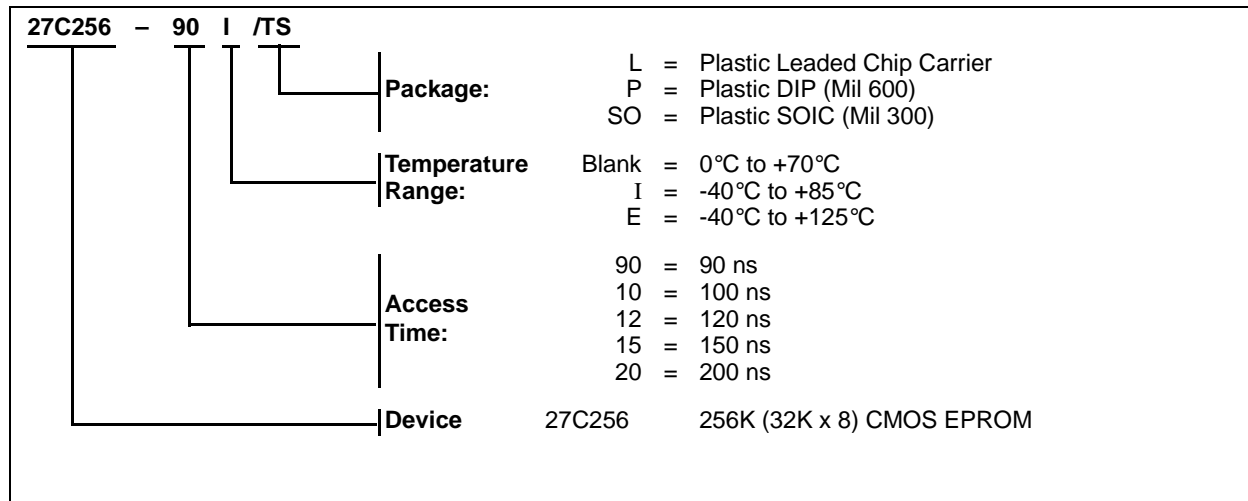 27C256 – 90 I /TS
Package: L = Plastic Leaded Chip Carrier
P = Plastic DIP (Mil 600)
SO = Plastic SOIC (Mil 300)
Temperature Range: Blank = 0°C to +70°C
I = -40°C to +85°C
E = -40°C to +125°C
Access Time: 90 = 90 ns
10 = 100 ns
12 = 120 ns
15 = 150 ns
20 = 200 ns
Device 27C256 256K (32K x 8) CMOS EPROM